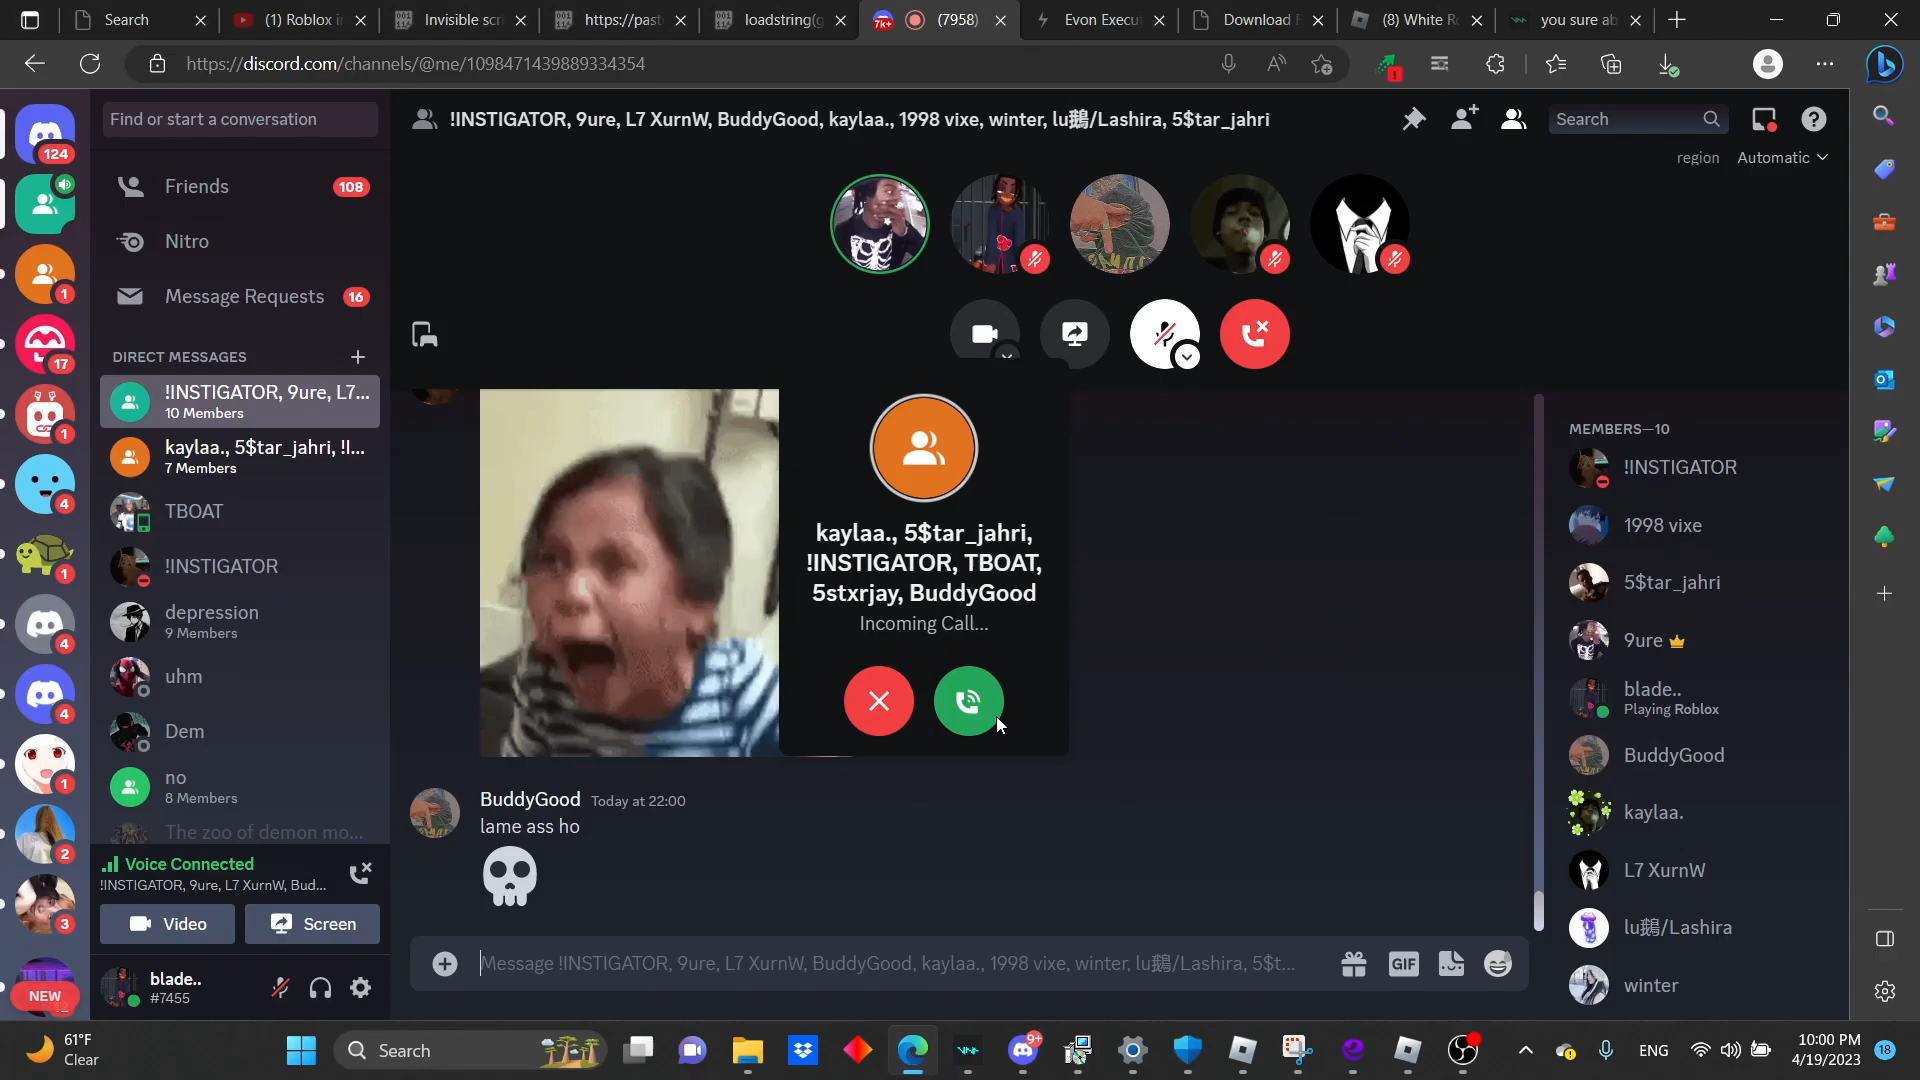 Search
(1) Roblox i
Invisible scr
https://past
loadstring(g
7k+
(7958)
Evon Execu
Download
(8) White R
you sure ab
https://discord.com/channels/@me/1098471439889334354
Find or start a conversation
!INSTIGATOR, 9ure, L7 XurnW, BuddyGood, kaylaa., 1998 vixe, winter, lu鵝/Lashira, 5$tar_jahri
Search
region Automatic
124
Friends 108
Nitro
1
Message Requests 16
17
DIRECT MESSAGES
!INSTIGATOR, 9ure, L7...
10 Members
1
kaylaa., 5$tar_jahri, !I...
7 Members
4
TBOAT
1
!INSTIGATOR
depression
9 Members
4
uhm
4
Dem
1
no
8 Members
The zoo of demon mo...
2
Voice Connected
!INSTIGATOR, 9ure, L7 XurnW, Bud...
3
Video
Screen
NEW
blade..
#7455
kaylaa., 5$tar_jahri,
!INSTIGATOR, TBOAT,
5stxrjay, BuddyGood
Incoming Call...
BuddyGood Today at 22:00
lame ass ho
Message !INSTIGATOR, 9ure, L7 XurnW, BuddyGood, kaylaa., 1998 vixe, winter, lu鵝/Lashira, 5$t...
GIF
MEMBERS—10
!INSTIGATOR
1998 vixe
5$tar_jahri
9ure
blade..
Playing Roblox
BuddyGood
kaylaa.
L7 XurnW
lu鵝/Lashira
winter
61°F
Clear
Search
9+
ENG
10:00 PM
4/19/2023
18